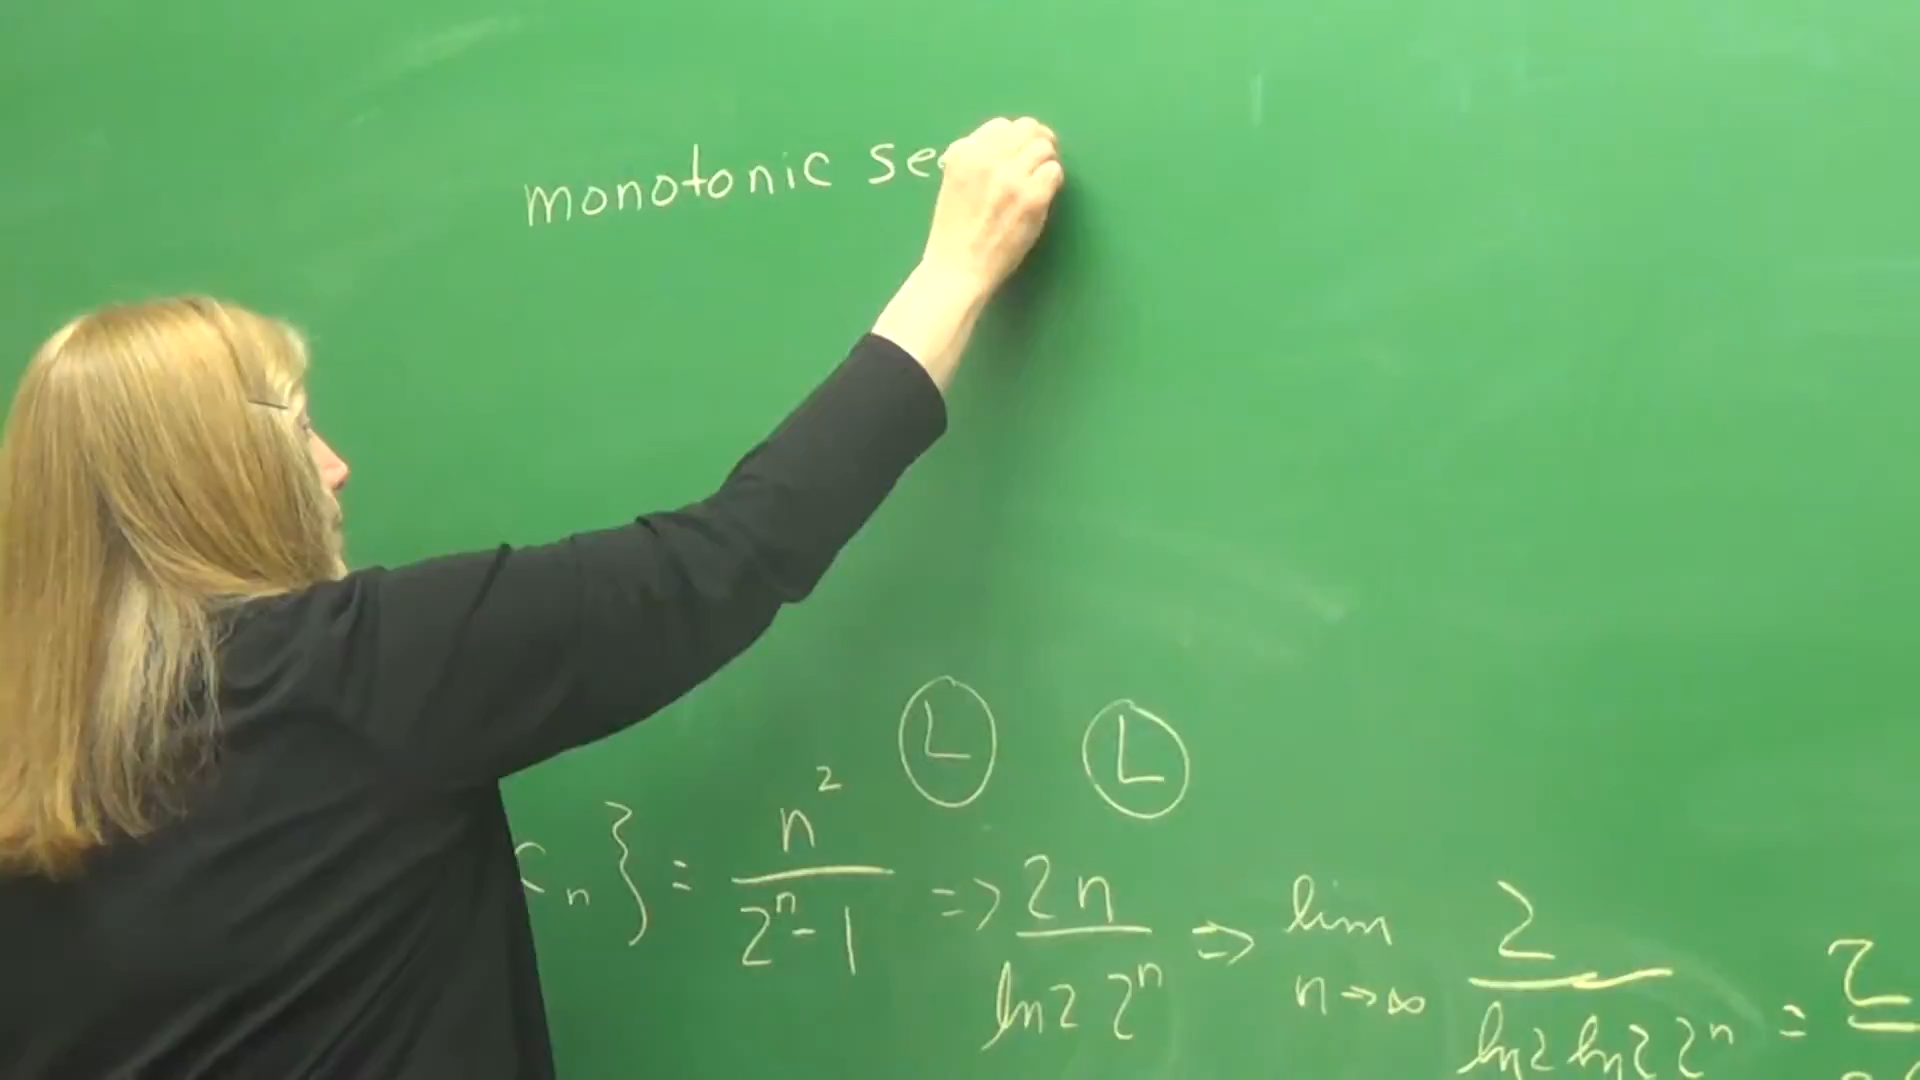 monotonic se
L L
n } = n² / 2ⁿ - 1 => 2n / ln2 2ⁿ => lim n→∞ 2 / ln2 ln2 2ⁿ = 2